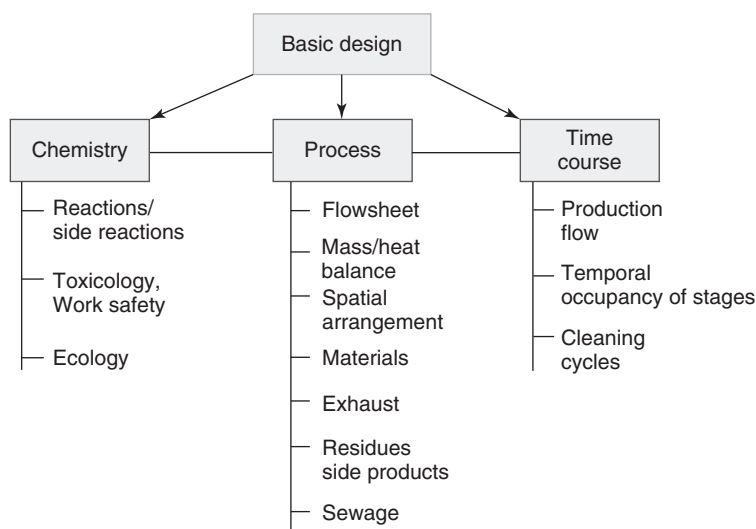 Basic design
Chemistry
Process
Time
course
Reactions/
side reactions
Toxicology,
Work safety
Ecology
Flowsheet
Mass/heat
balance
Spatial
arrangement
Materials
Exhaust
Residues
side products
Sewage
Production
flow
Temporal
occupancy of stages
Cleaning
cycles